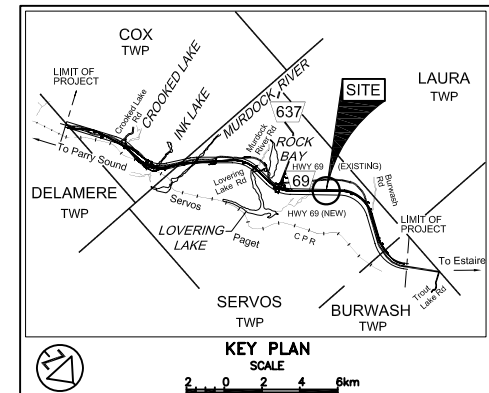 COX
TWP
LIMIT OF
PROJECT
Crooked Lake
Rd
CROOKED LAKE
INK LAKE
MURDOCK RIVER
637
SITE
LAURA
TWP
Murdock
River Rd
ROCK
BAY
HWY 69 (EXISTING)
69
Burwash
Rd
To Parry Sound
DELAMERE
TWP
Servos
Lovering
Lake Rd
LOVERING
LAKE
HWY 69 (NEW)
Paget
CPR
LIMIT OF
PROJECT
To Estaire
Trout
Lake Rd
SERVOS
TWP
BURWASH
TWP
N
KEY PLAN
SCALE
2 0 2 4 6km